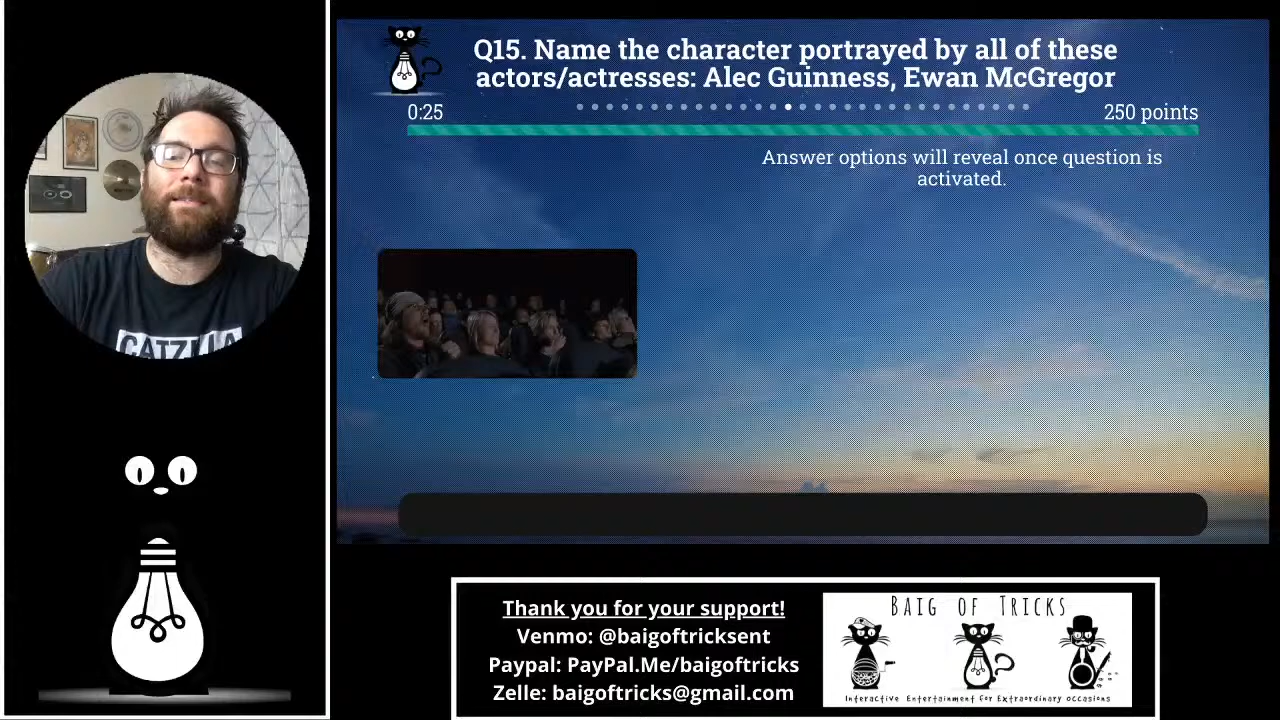 Q15. Name the character portrayed by all of these
actors/actresses: Alec Guinness, Ewan McGregor
0:25
250 points
Answer options will reveal once question is
activated.
CATZILLA
Thank you for your support!
Venmo: @baigoftricksent
Paypal: PayPal.Me/baigoftricks
Zelle: baigoftricks@gmail.com
BAIG OF TRICKS
Interactive Entertainment for Extraordinary Occasions